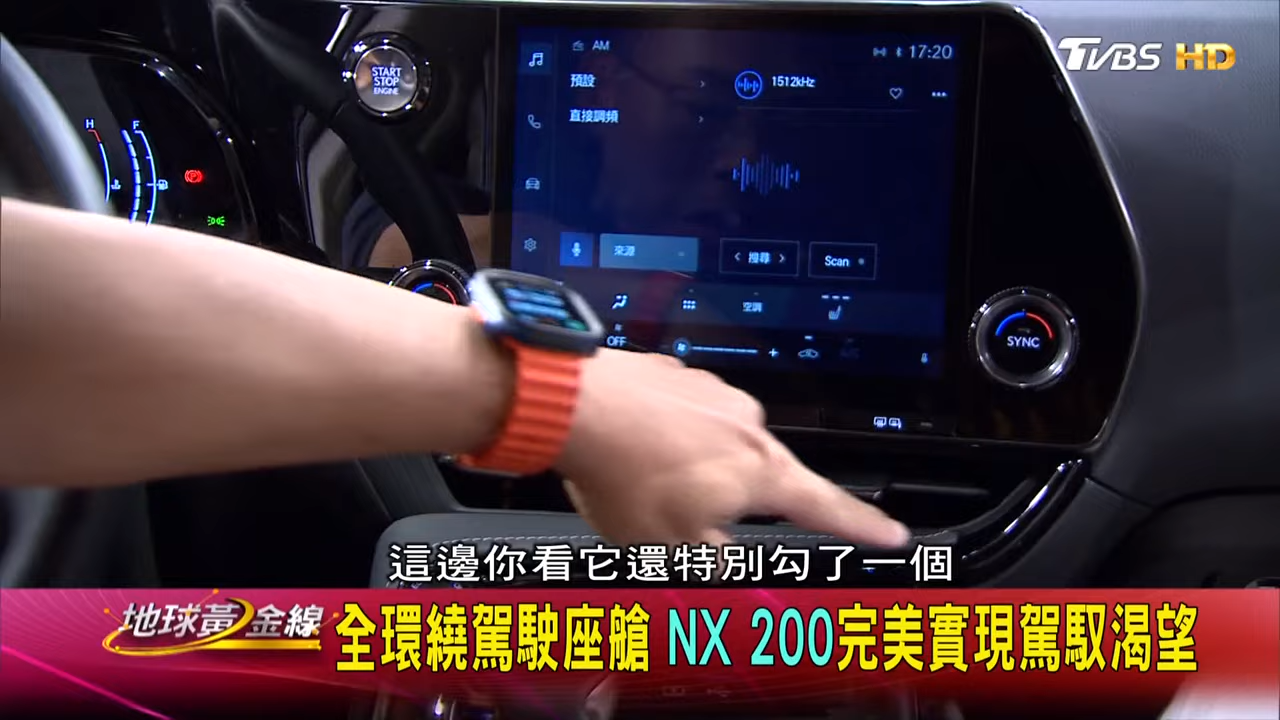 TVBS HD
START
STOP
ENGINE
AM
17:20
預設
1512kHz
直接調頻
H
F
來源
搜尋
Scan
空調
OFF
SYNC
這邊你看它還特別勾了一個
地球黃金線
全環繞駕駛座艙 NX 200完美實現駕馭渴望